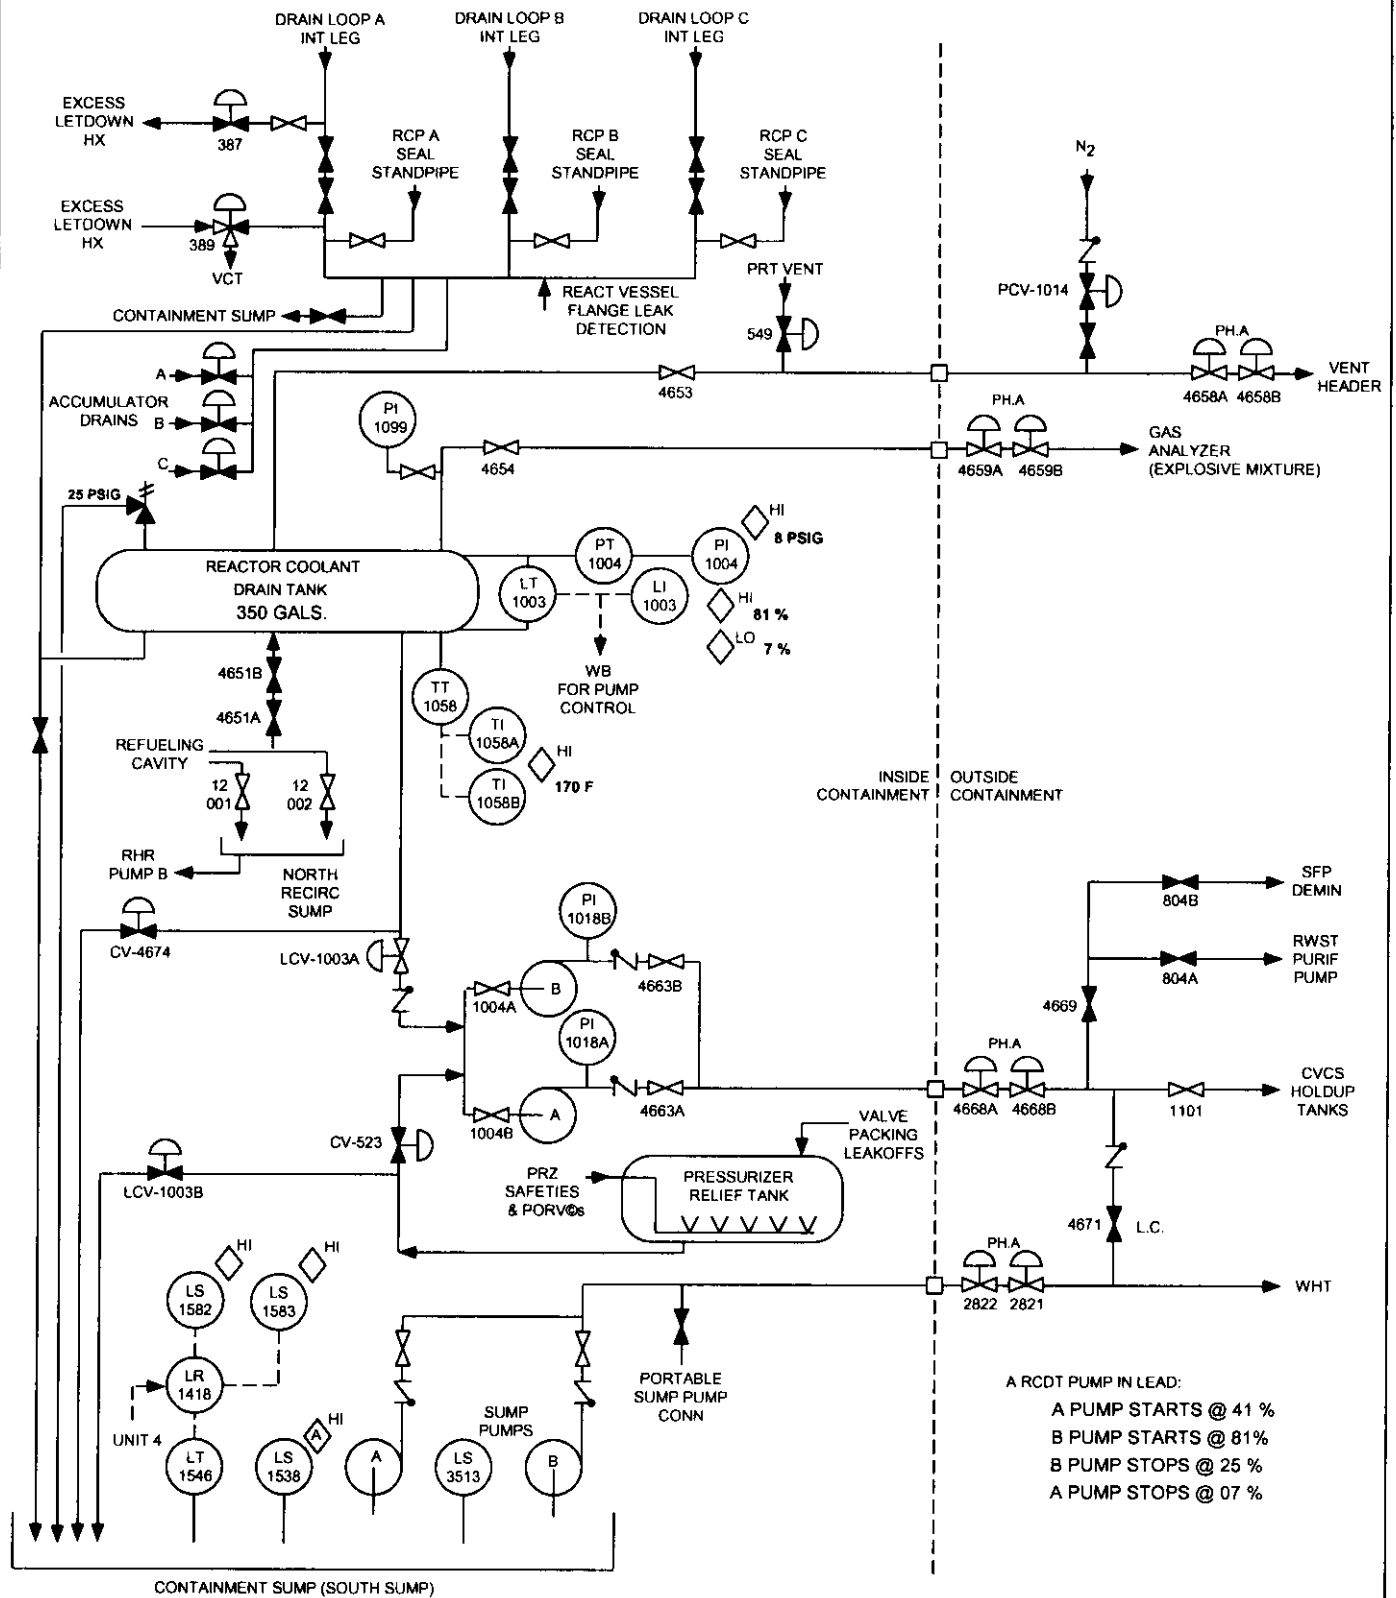 DRAIN LOOP A
INT LEG
DRAIN LOOP B
INT LEG
DRAIN LOOP C
INT LEG
EXCESS
LETDOWN
HX
387
RCP A
SEAL
STANDPIPE
RCP B
SEAL
STANDPIPE
RCP C
SEAL
STANDPIPE
N2
EXCESS
LETDOWN
HX
389
VCT
PRT VENT
PCV-1014
CONTAINMENT SUMP
REACT VESSEL
FLANGE LEAK
DETECTION
549
PH.A
VENT
HEADER
4658A 4658B
4653
A
ACCUMULATOR
DRAINS
B
C
PI
1099
4654
PH.A
4659A 4659B
GAS
ANALYZER
(EXPLOSIVE MIXTURE)
25 PSIG
HI
8 PSIG
REACTOR COOLANT
DRAIN TANK
350 GALS.
PT
1004
PI
1004
LT
1003
LI
1003
HI
81 %
LO
7 %
WB
FOR PUMP
CONTROL
4651B
4651A
TT
1058
TI
1058A
TI
1058B
HI
170 F
REFUELING
CAVITY
12
001
12
002
INSIDE
CONTAINMENT
OUTSIDE
CONTAINMENT
RHR
PUMP B
NORTH
RECIRC
SUMP
PI
1018B
804B
SFP
DEMIN
CV-4674
LCV-1003A
1004A
B
4663B
804A
RWST
PURIF
PUMP
4669
PI
1018A
PH.A
4668A 4668B
1101
CVCS
HOLDUP
TANKS
1004B
A
4663A
CV-523
VALVE
PACKING
LEAKOFFS
LCV-1003B
PRZ
SAFETIES
& PORV©s
PRESSURIZER
RELIEF TANK
4671
L.C.
PH.A
2822 2821
WHT
HI
HI
LS
1582
LS
1583
LR
1418
UNIT 4
PORTABLE
SUMP PUMP
CONN
HI
A
LT
1546
LS
1538
A
SUMP
PUMPS
LS
3513
B
A RCDT PUMP IN LEAD:
A PUMP STARTS @ 41 %
B PUMP STARTS @ 81%
B PUMP STOPS @ 25 %
A PUMP STOPS @ 07 %
CONTAINMENT SUMP (SOUTH SUMP)